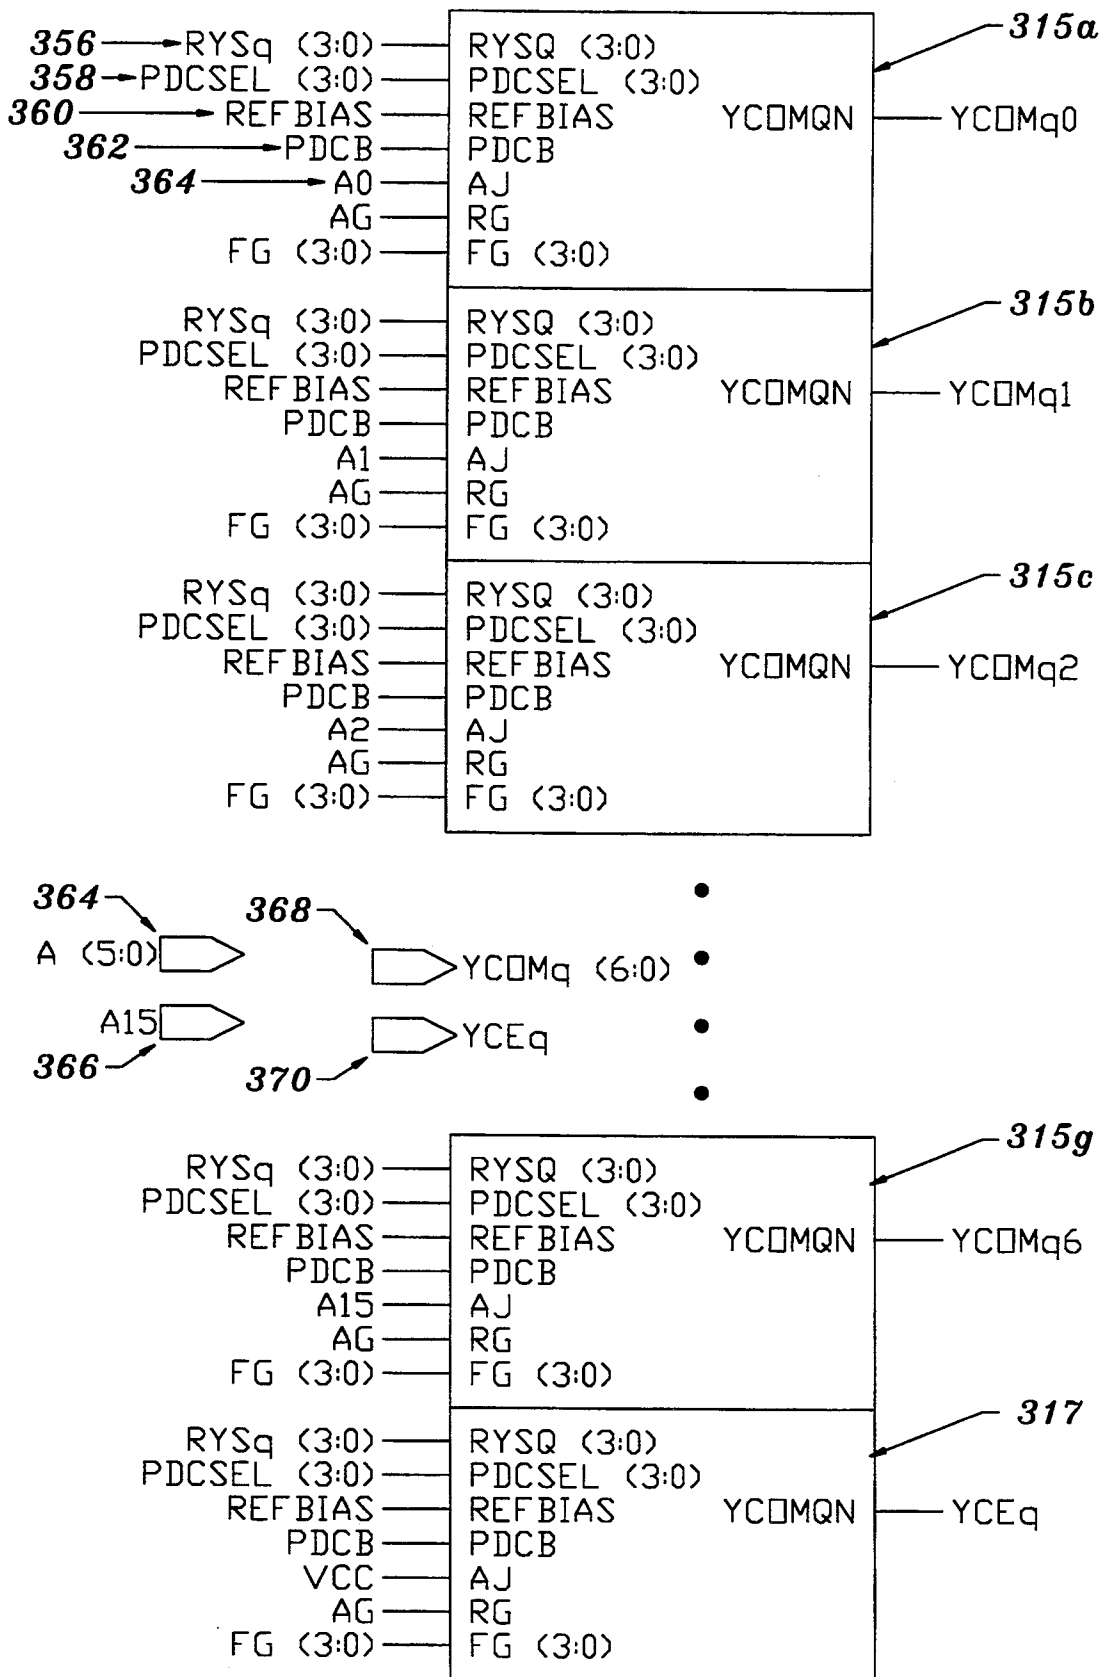 356 RYSq (3:0) RYSQ (3:0) 315a
358 PDCSEL (3:0) PDCSEL (3:0)
360 REFBIAS REFBIAS YCOMQN YCOMq0
362 PDCB PDCB
364 A0 AJ
AG RG
FG (3:0) FG (3:0)
315b
RYSq (3:0) RYSQ (3:0)
PDCSEL (3:0) PDCSEL (3:0)
REFBIAS REFBIAS YCOMQN YCOMq1
PDCB PDCB
A1 AJ
AG RG
FG (3:0) FG (3:0)
315c
RYSq (3:0) RYSQ (3:0)
PDCSEL (3:0) PDCSEL (3:0)
REFBIAS REFBIAS YCOMQN YCOMq2
PDCB PDCB
A2 AJ
AG RG
FG (3:0) FG (3:0)
364 368
A (5:0) YCOMq (6:0)
A15 YCEq
366 370
315g
RYSq (3:0) RYSQ (3:0)
PDCSEL (3:0) PDCSEL (3:0)
REFBIAS REFBIAS YCOMQN YCOMq6
PDCB PDCB
A15 AJ
AG RG
FG (3:0) FG (3:0)
317
RYSq (3:0) RYSQ (3:0)
PDCSEL (3:0) PDCSEL (3:0)
REFBIAS REFBIAS YCOMQN YCEq
PDCB PDCB
VCC AJ
AG RG
FG (3:0) FG (3:0)